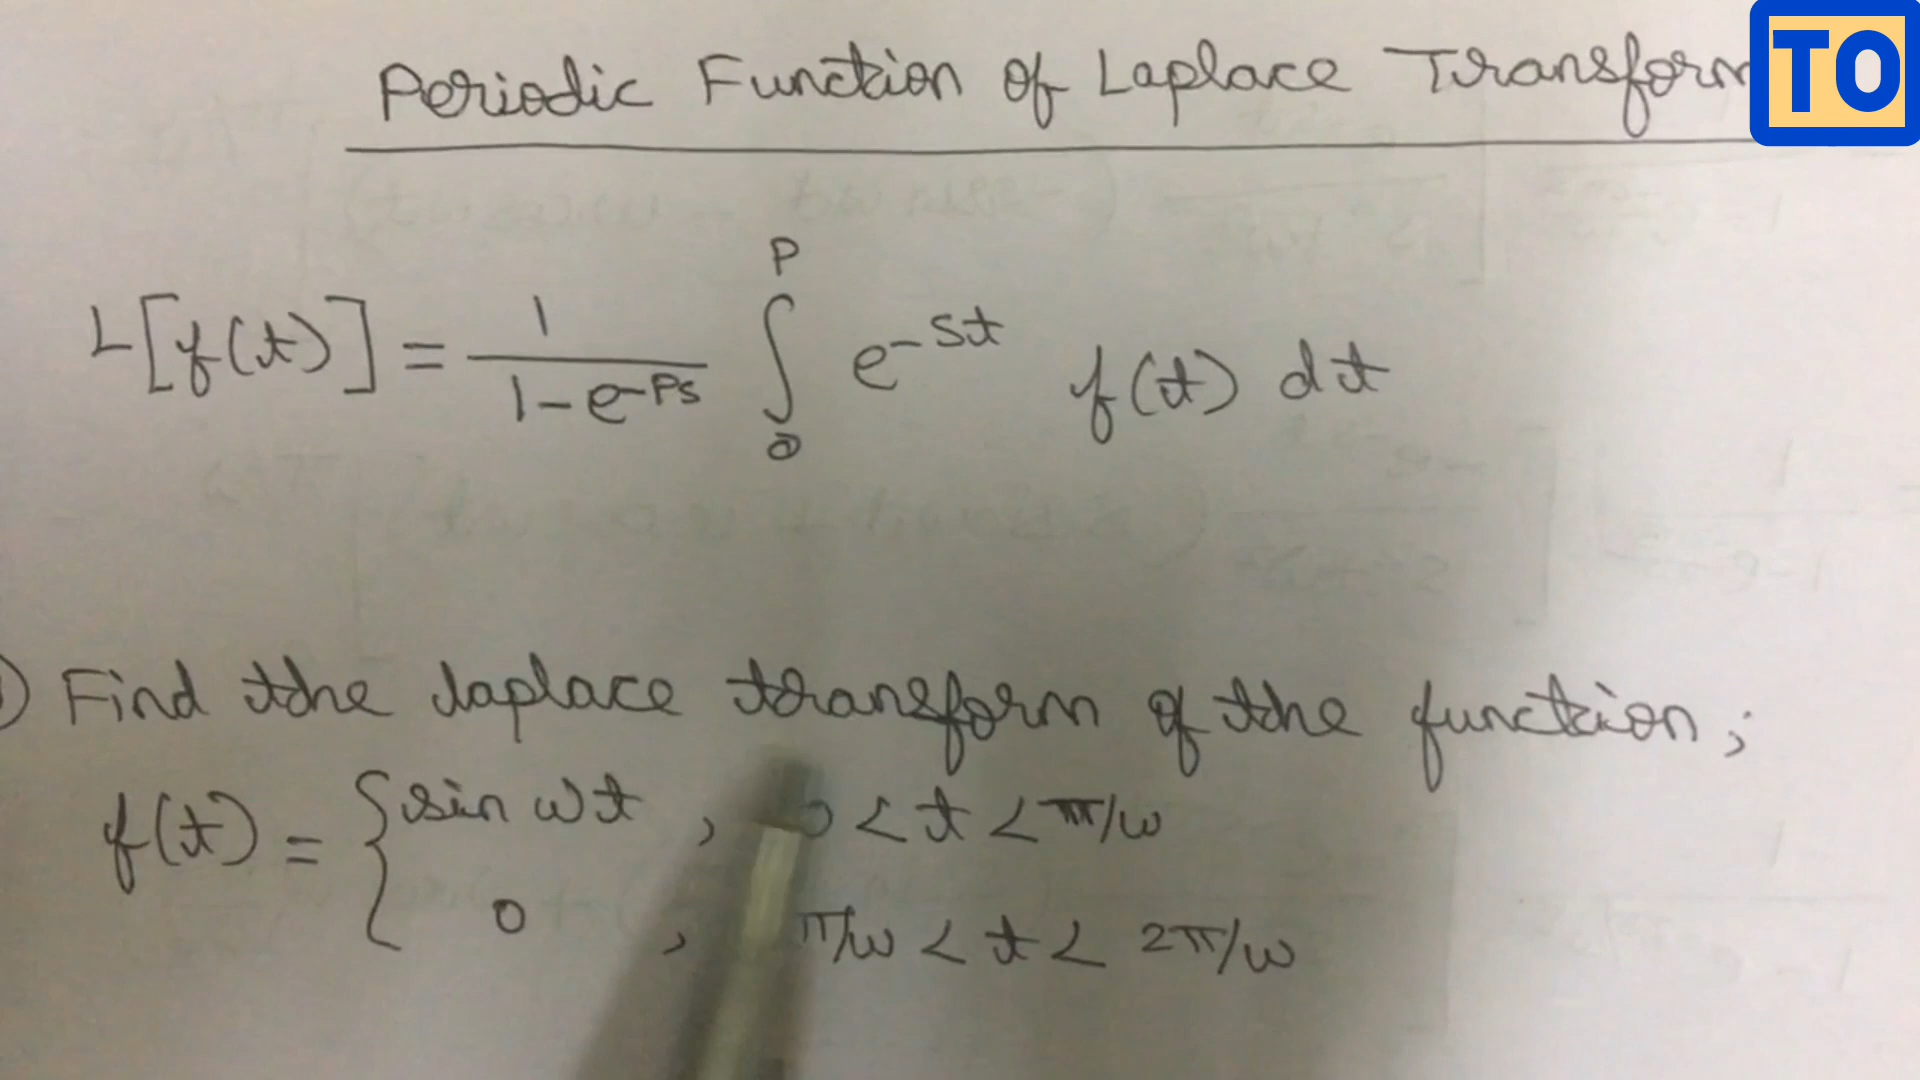 Periodic Function of Laplace Transform
TO
L[f(t)] = 1/(1-e^-Ps) ∫₀^P e^-st f(t) dt
) Find the laplace transform of the function;
f(t) = { sin ωt , 0 < t < π/ω
0 , π/ω < t < 2π/ω